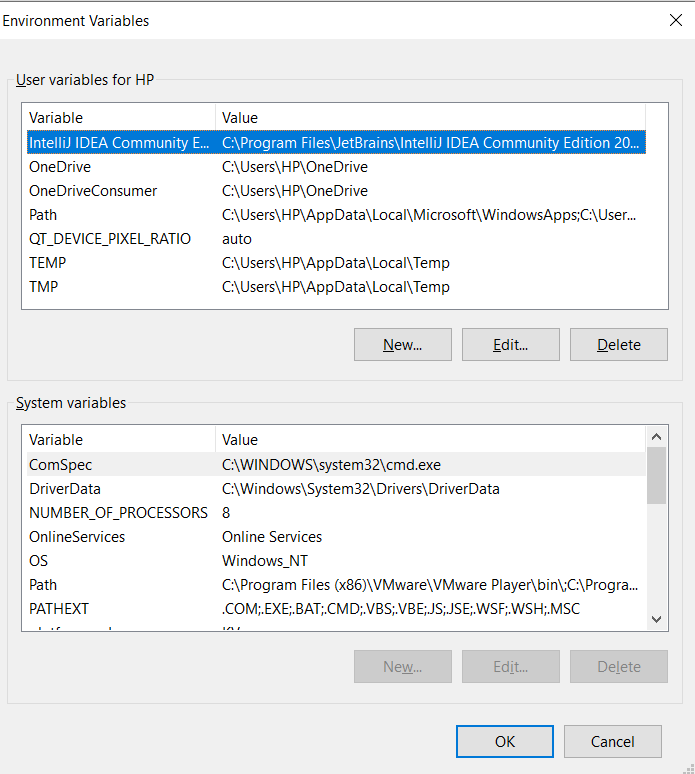 Environment Variables
User variables for HP
Variable Value
IntelliJ IDEA Community E... C:\Program Files\JetBrains\IntelliJ IDEA Community Edition 20...
OneDrive C:\Users\HP\OneDrive
OneDriveConsumer C:\Users\HP\OneDrive
Path C:\Users\HP\AppData\Local\Microsoft\WindowsApps;C:\User...
QT_DEVICE_PIXEL_RATIO auto
TEMP C:\Users\HP\AppData\Local\Temp
TMP C:\Users\HP\AppData\Local\Temp
New... Edit... Delete
System variables
Variable Value
ComSpec C:\WINDOWS\system32\cmd.exe
DriverData C:\Windows\System32\Drivers\DriverData
NUMBER_OF_PROCESSORS 8
OnlineServices Online Services
OS Windows_NT
Path C:\Program Files (x86)\VMware\VMware Player\bin\;C:\Progra...
PATHEXT .COM;.EXE;.BAT;.CMD;.VBS;.VBE;.JS;.JSE;.WSF;.WSH;.MSC
New... Edit... Delete
OK Cancel